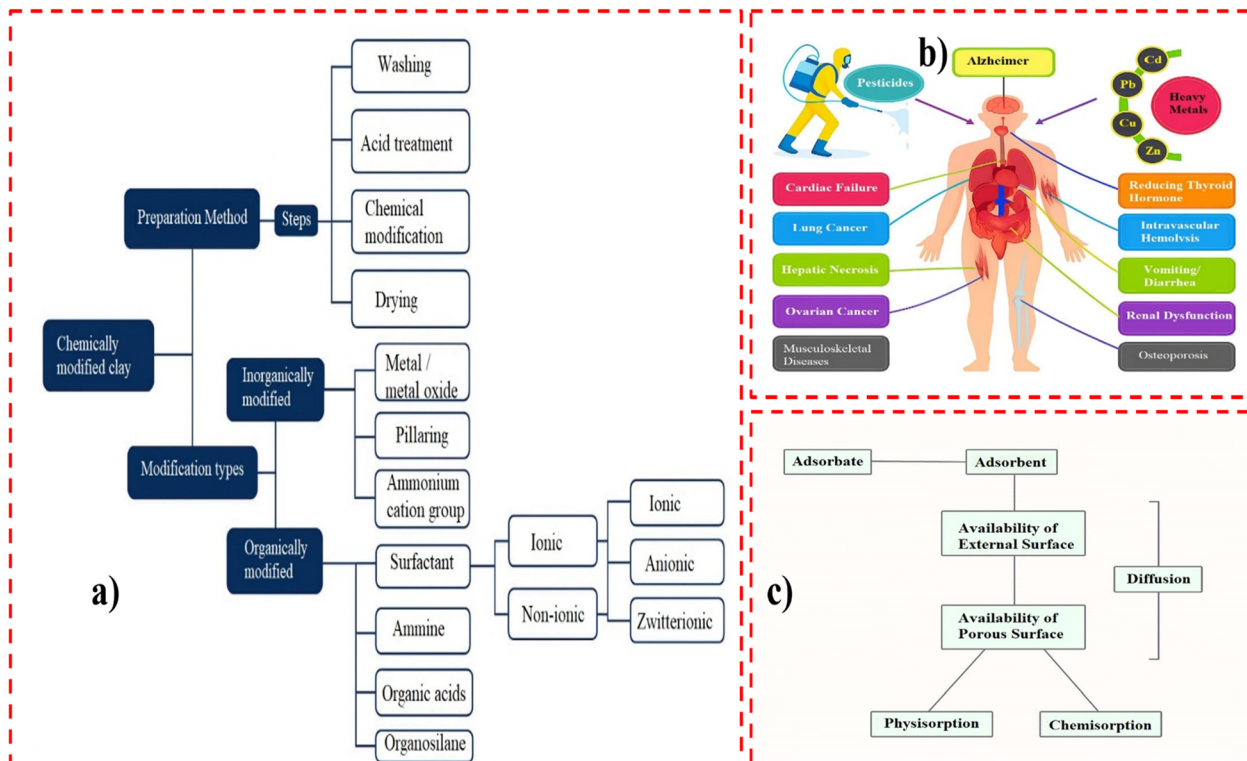 a)
Chemically
modified clay
Preparation Method
Steps
Washing
Acid treatment
Chemical
modification
Drying
Modification types
Inorganically
modified
Metal /
metal oxide
Pillaring
Ammonium
cation group
Organically
modified
Surfactant
Ionic
Non-ionic
Ionic
Anionic
Zwitterionic
Ammine
Organic acids
Organosilane
b)
Pesticides
Alzheimer
Cd
Pb
Cu
Zn
Heavy
Metals
Cardiac Failure
Lung Cancer
Hepatic Necrosis
Ovarian Cancer
Musculoskeletal
Diseases
Reducing Thyroid
Hormone
Intravascular
Hemolysis
Vomiting/
Diarrhea
Renal Dysfunction
Osteoporosis
c)
Adsorbate
Adsorbent
Availability of
External Surface
Diffusion
Availability of
Porous Surface
Physisorption
Chemisorption